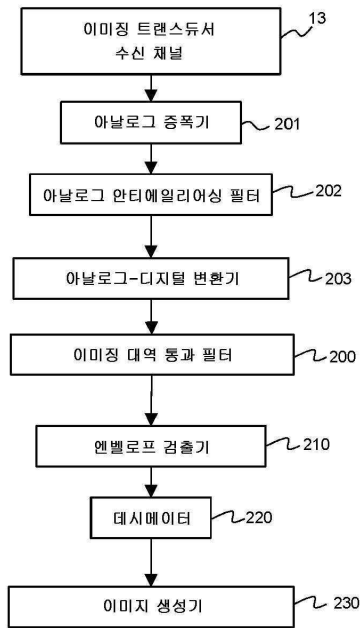 이미징 트랜스듀서
수신 채널
13
아날로그 증폭기
201
아날로그 안티에일리어싱 필터
202
아날로그-디지털 변환기
203
이미징 대역 통과 필터
200
엔벨로프 검출기
210
데시메이터
220
이미지 생성기
230